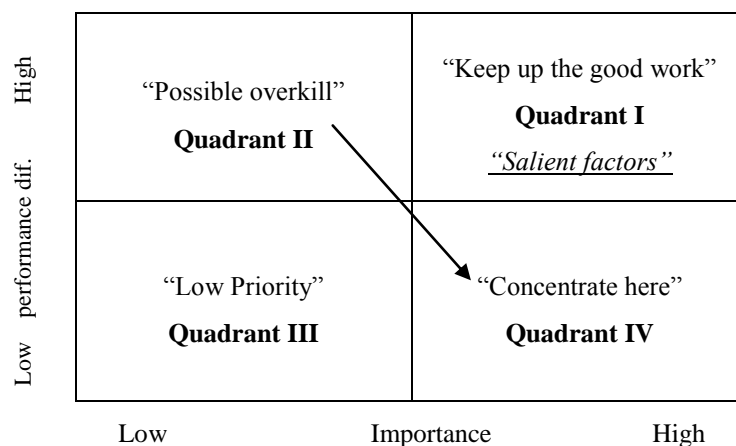 High
performance dif.
Low
“Possible overkill”
Quadrant II
“Keep up the good work”
Quadrant I
“Salient factors”
“Low Priority”
Quadrant III
“Concentrate here”
Quadrant IV
Low Importance High